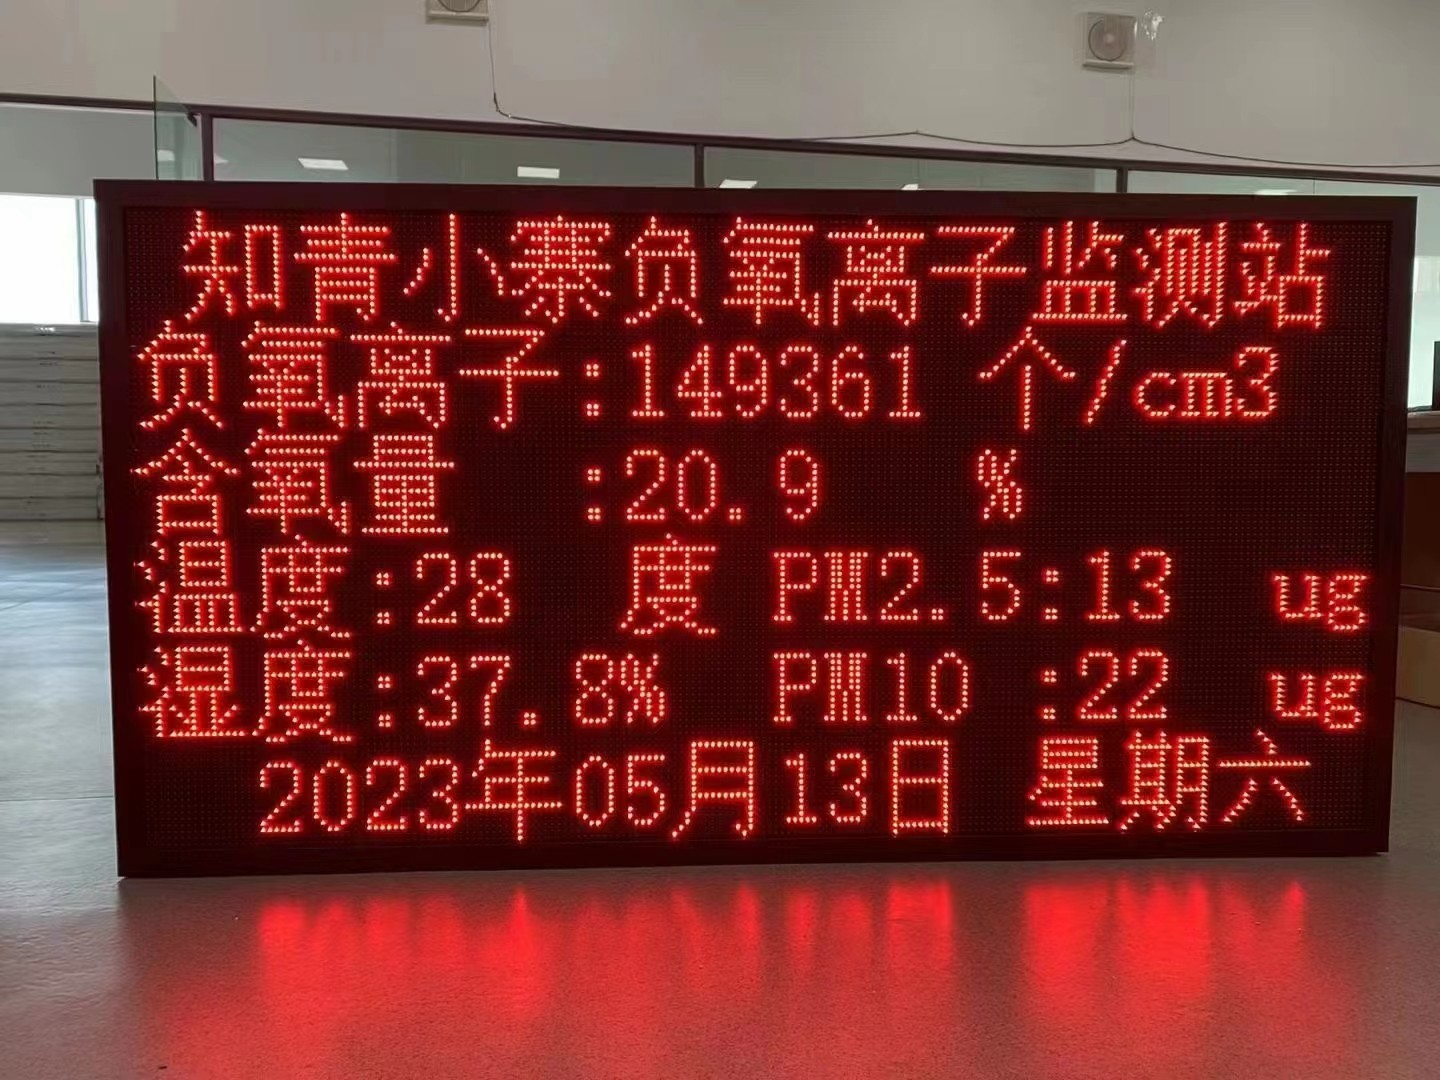 知青小寨负氧离子监测站
负氧离子:149361 个/cm3
含氧量 :20.9 %
温度:28 度 PM2.5:13 ug
湿度:37.8% PM10 :22 ug
2023年05月13日 星期六